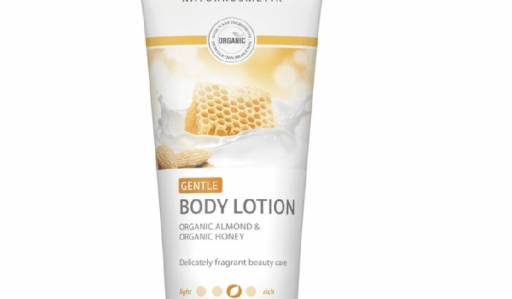 ORGANIC
GENTLE
BODY LOTION
ORGANIC ALMOND &
ORGANIC HONEY
Delicately fragrant beauty care
light rich